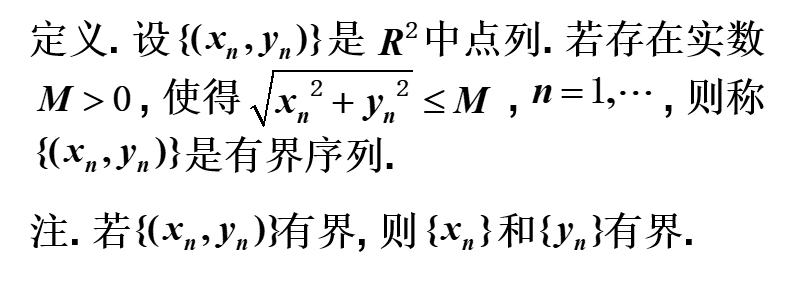 定义. 设{(xₙ,yₙ)}是 R²中点列. 若存在实数
M > 0 , 使得 √(xₙ² + yₙ²) ≤ M , n = 1,⋯ , 则称
{(xₙ,yₙ)}是有界序列.
注. 若{(xₙ,yₙ)}有界, 则{xₙ}和{yₙ}有界.